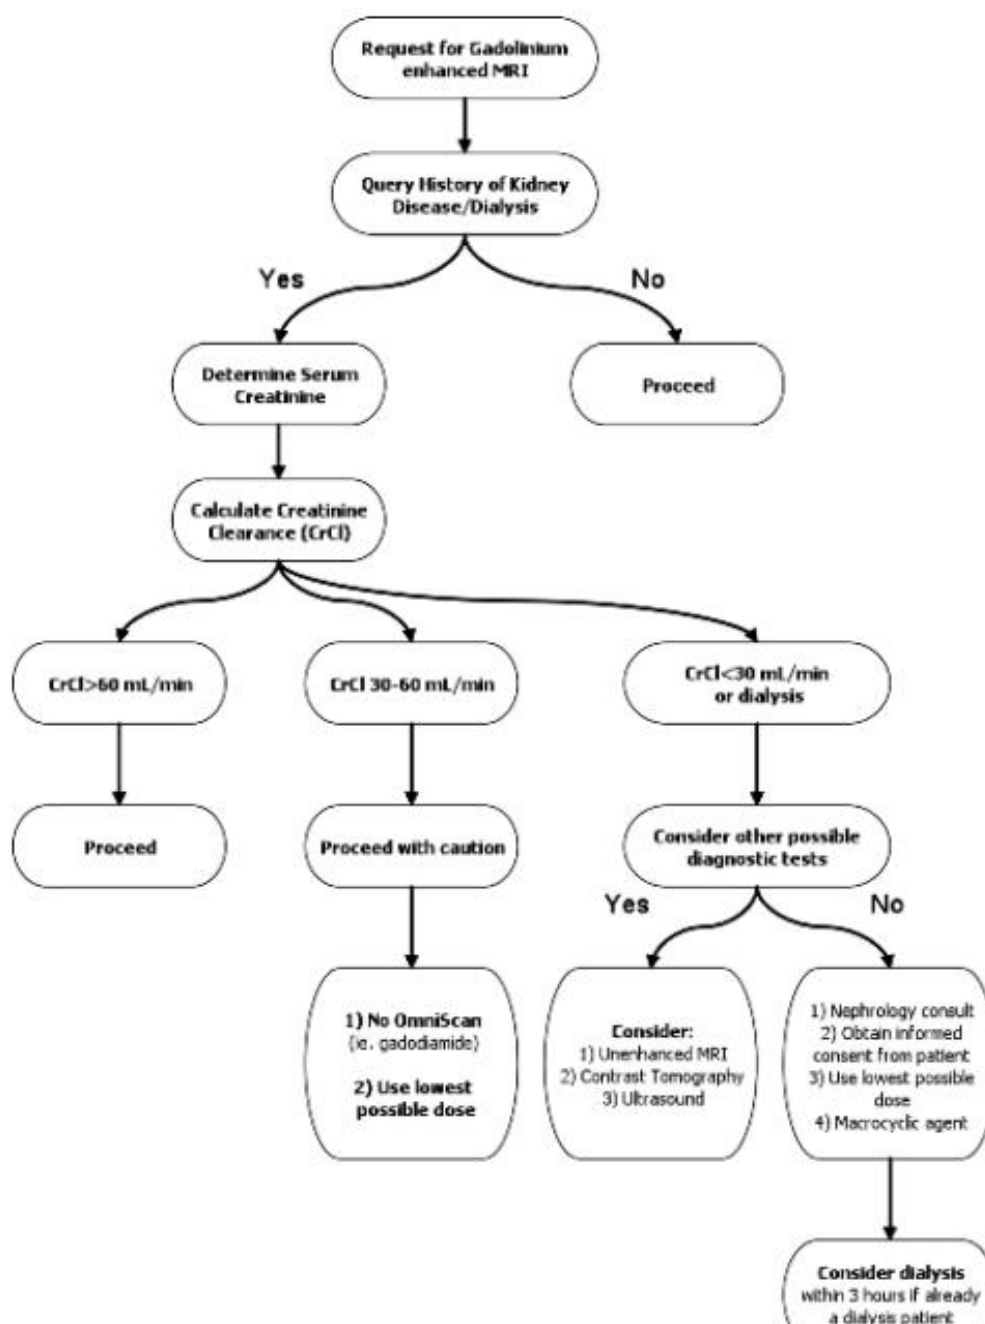 Request for Gadolinium
enhanced MRI
Query History of Kidney
Disease/Dialysis
Yes
No
Determine Serum
Creatinine
Proceed
Calculate Creatinine
Clearance (CrCl)
CrCl>60 mL/min
CrCl 30-60 mL/min
CrCl<30 mL/min
or dialysis
Proceed
Proceed with caution
Consider other possible
diagnostic tests
Yes
No
1) No OmniScan
(ie. gadodiamide)
2) Use lowest
possible dose
Consider:
1) Unenhanced MRI
2) Contrast Tomography
3) Ultrasound
1) Nephrology consult
2) Obtain informed
consent from patient
3) Use lowest possible
dose
4) Macrocyclic agent
Consider dialysis
within 3 hours if already
a dialysis patient